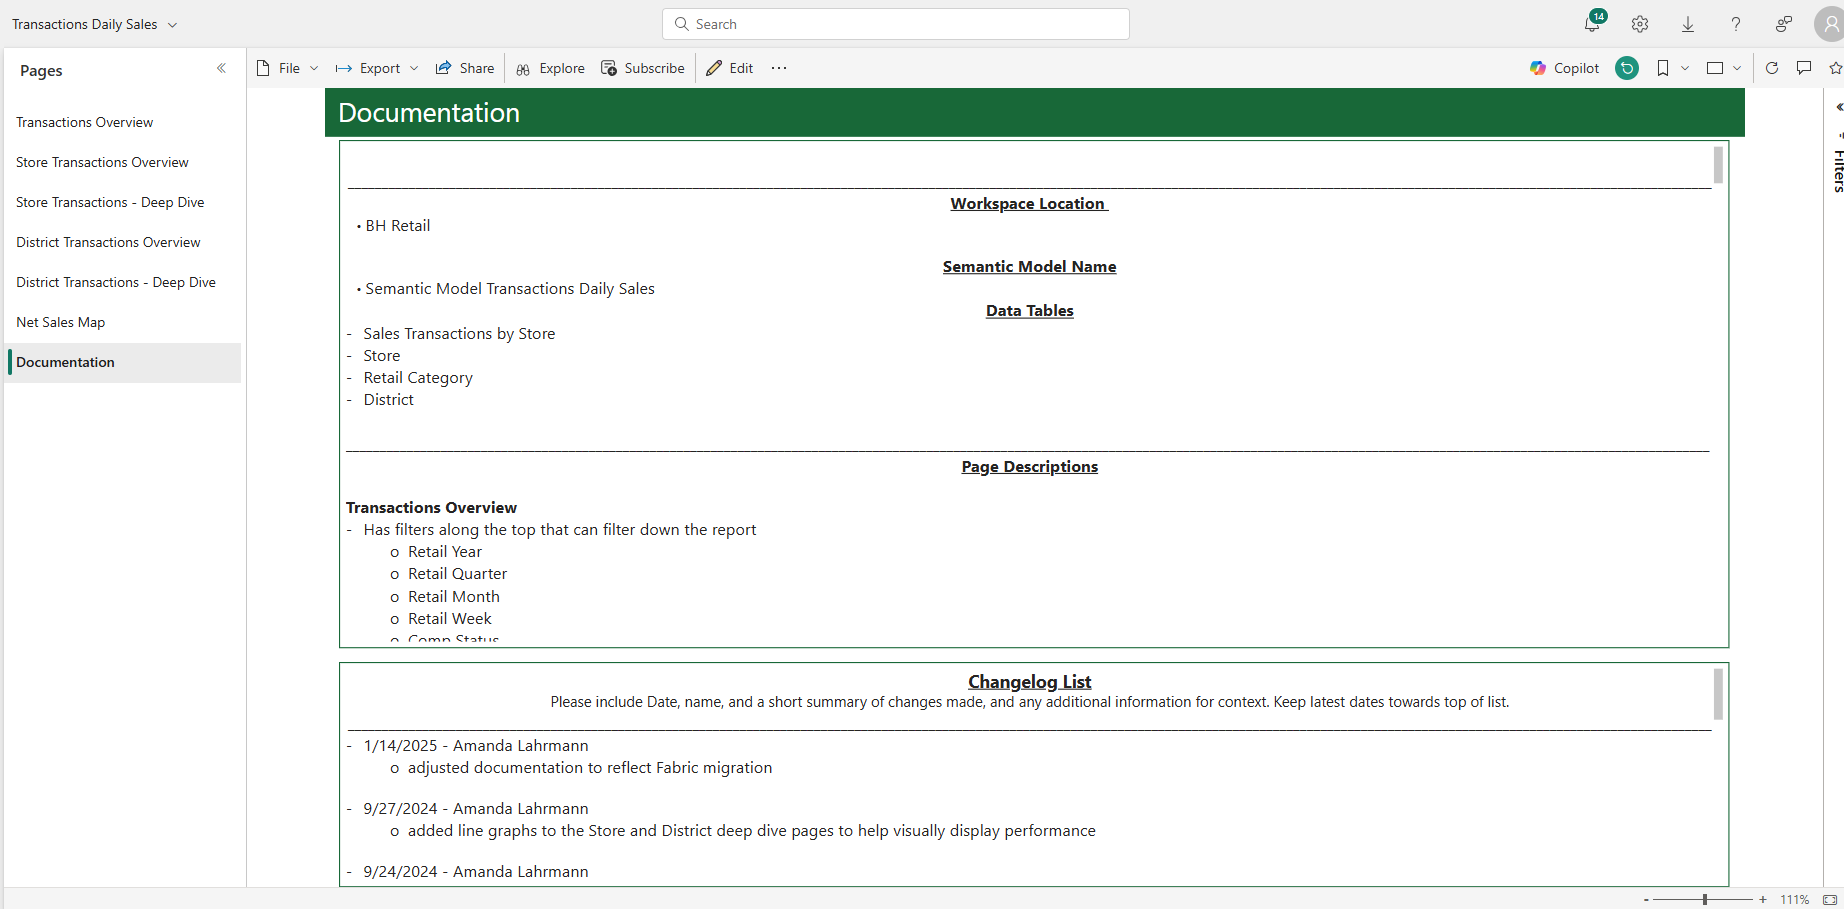 Transactions Daily Sales
Search
14
Pages
File
Export
Share
Explore
Subscribe
Edit
Copilot
Transactions Overview
Store Transactions Overview
Store Transactions - Deep Dive
District Transactions Overview
District Transactions - Deep Dive
Net Sales Map
Documentation
Documentation
Workspace Location
• BH Retail
Semantic Model Name
• Semantic Model Transactions Daily Sales
Data Tables
- Sales Transactions by Store
- Store
- Retail Category
- District
Page Descriptions
Transactions Overview
- Has filters along the top that can filter down the report
o Retail Year
o Retail Quarter
o Retail Month
o Retail Week
o Comp Status
Changelog List
Please include Date, name, and a short summary of changes made, and any additional information for context. Keep latest dates towards top of list.
- 1/14/2025 - Amanda Lahrmann
o adjusted documentation to reflect Fabric migration
- 9/27/2024 - Amanda Lahrmann
o added line graphs to the Store and District deep dive pages to help visually display performance
- 9/24/2024 - Amanda Lahrmann
Filters
- + 111%